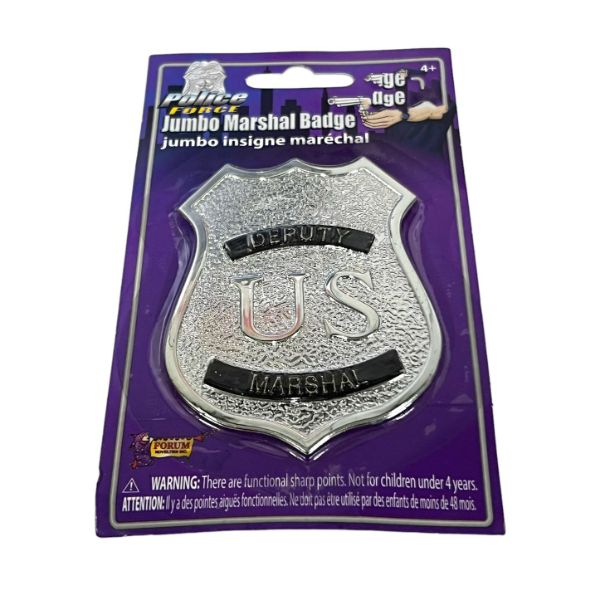 4+
Police
FORCE
Jumbo Marshal Badge
jumbo insigne maréchal
DEPUTY
US
MARSHAL
FORUM
NOVELTIES INC.
WARNING: There are functional sharp points. Not for children under 4 years.
ATTENTION: Il y a des pointes aiguës fonctionnelles. Ne doit pas être utilisé par des enfants de moins de 48 mois.